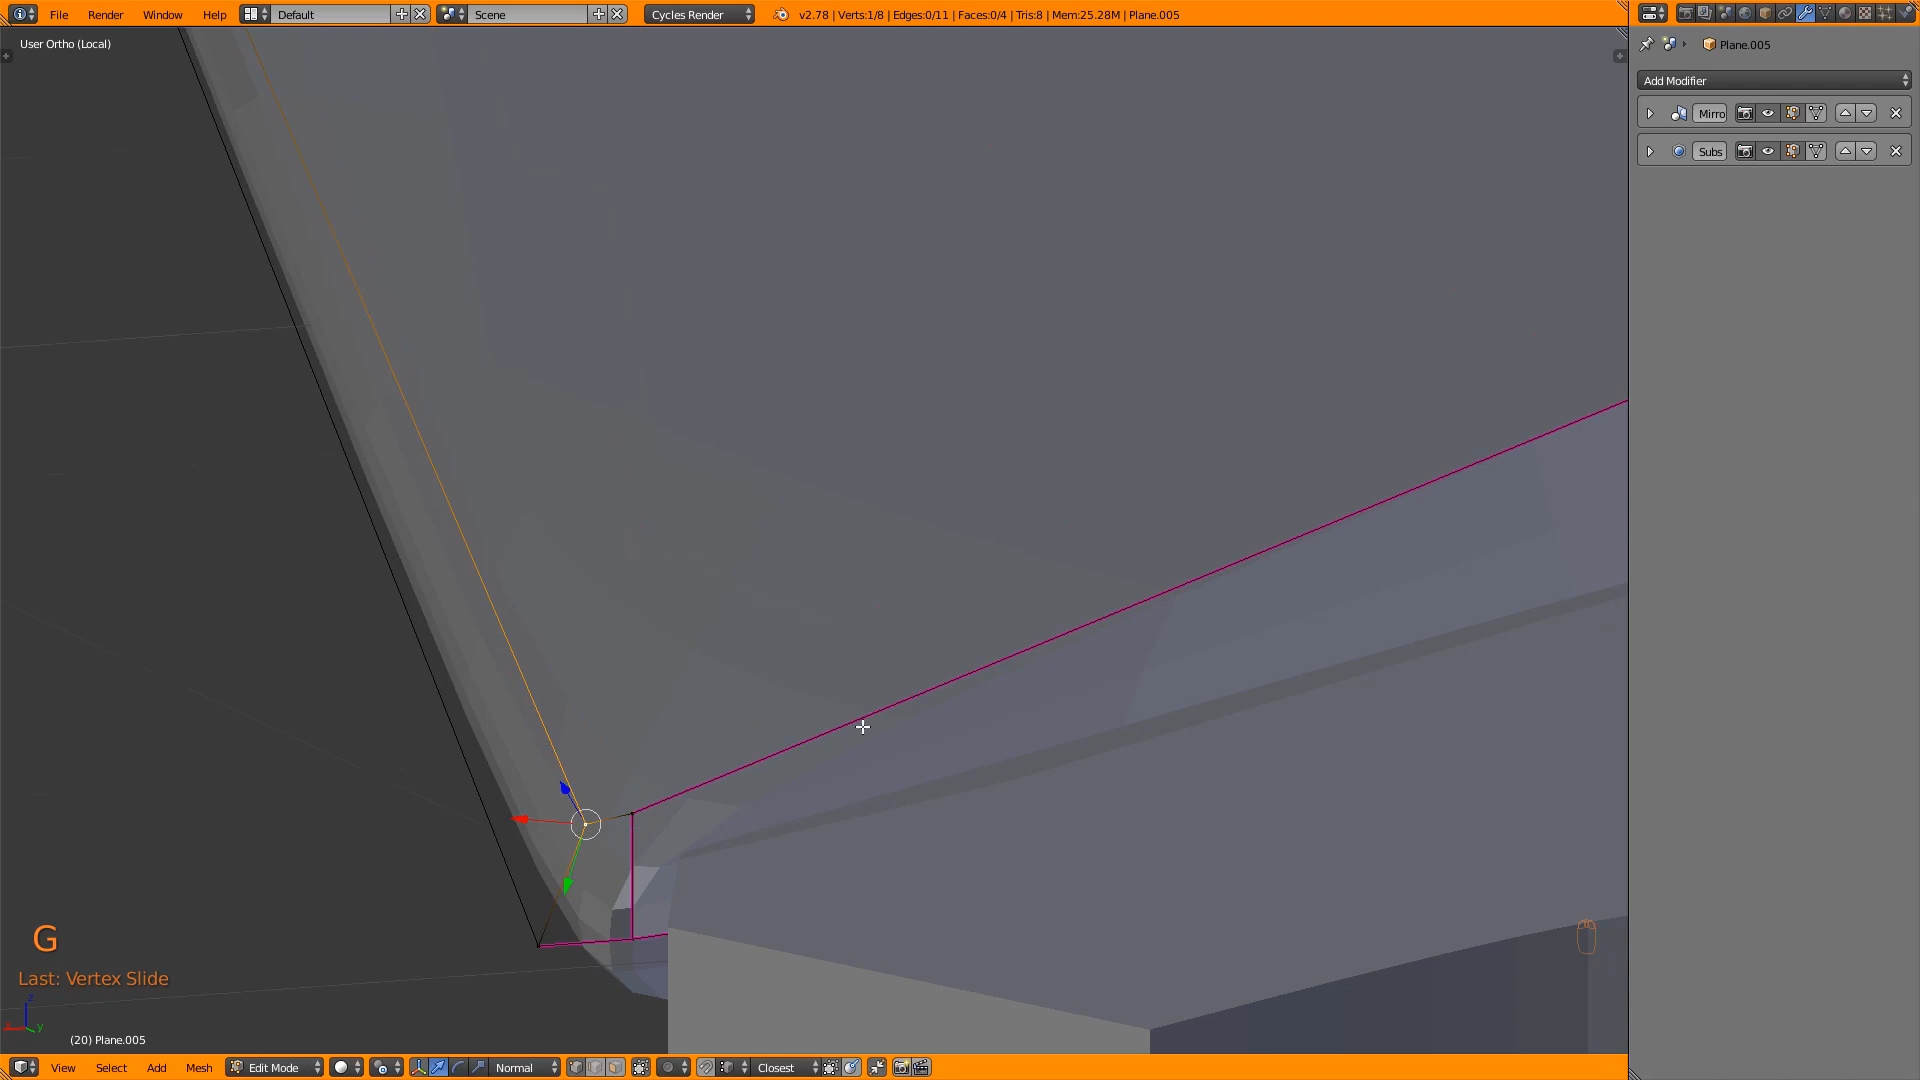 File Render Window Help Default Scene Cycles Render v2.78 | Verts:1/8 | Edges:0/11 | Faces:0/4 | Tris:8 | Mem:25.28M | Plane.005
User Ortho (Local)
Plane.005
Add Modifier
Mirro
Subs
G
Last: Vertex Slide
z
x y
(20) Plane.005
View Select Add Mesh Edit Mode Normal Closest